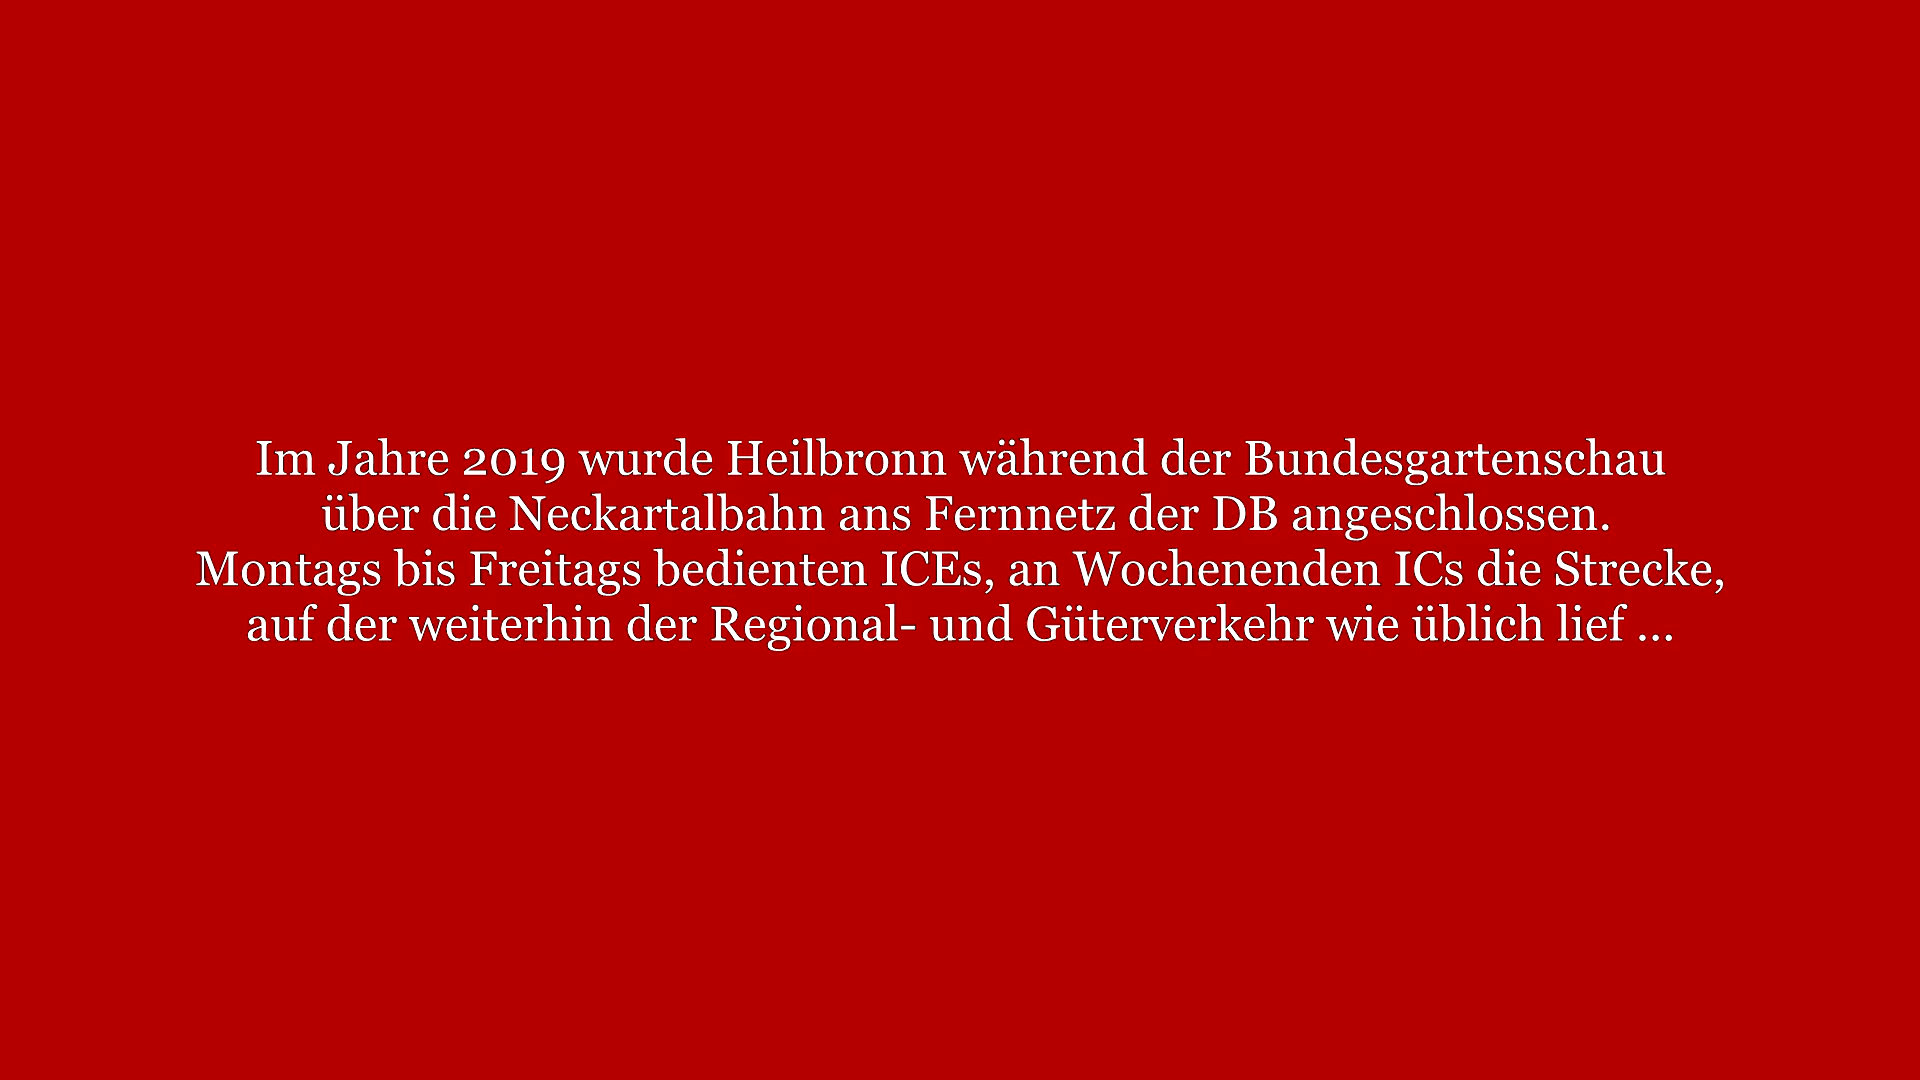 Im Jahre 2019 wurde Heilbronn während der Bundesgartenschau
über die Neckartalbahn ans Fernnetz der DB angeschlossen.
Montags bis Freitags bedienten ICEs, an Wochenenden ICs die Strecke,
auf der weiterhin der Regional- und Güterverkehr wie üblich lief ...